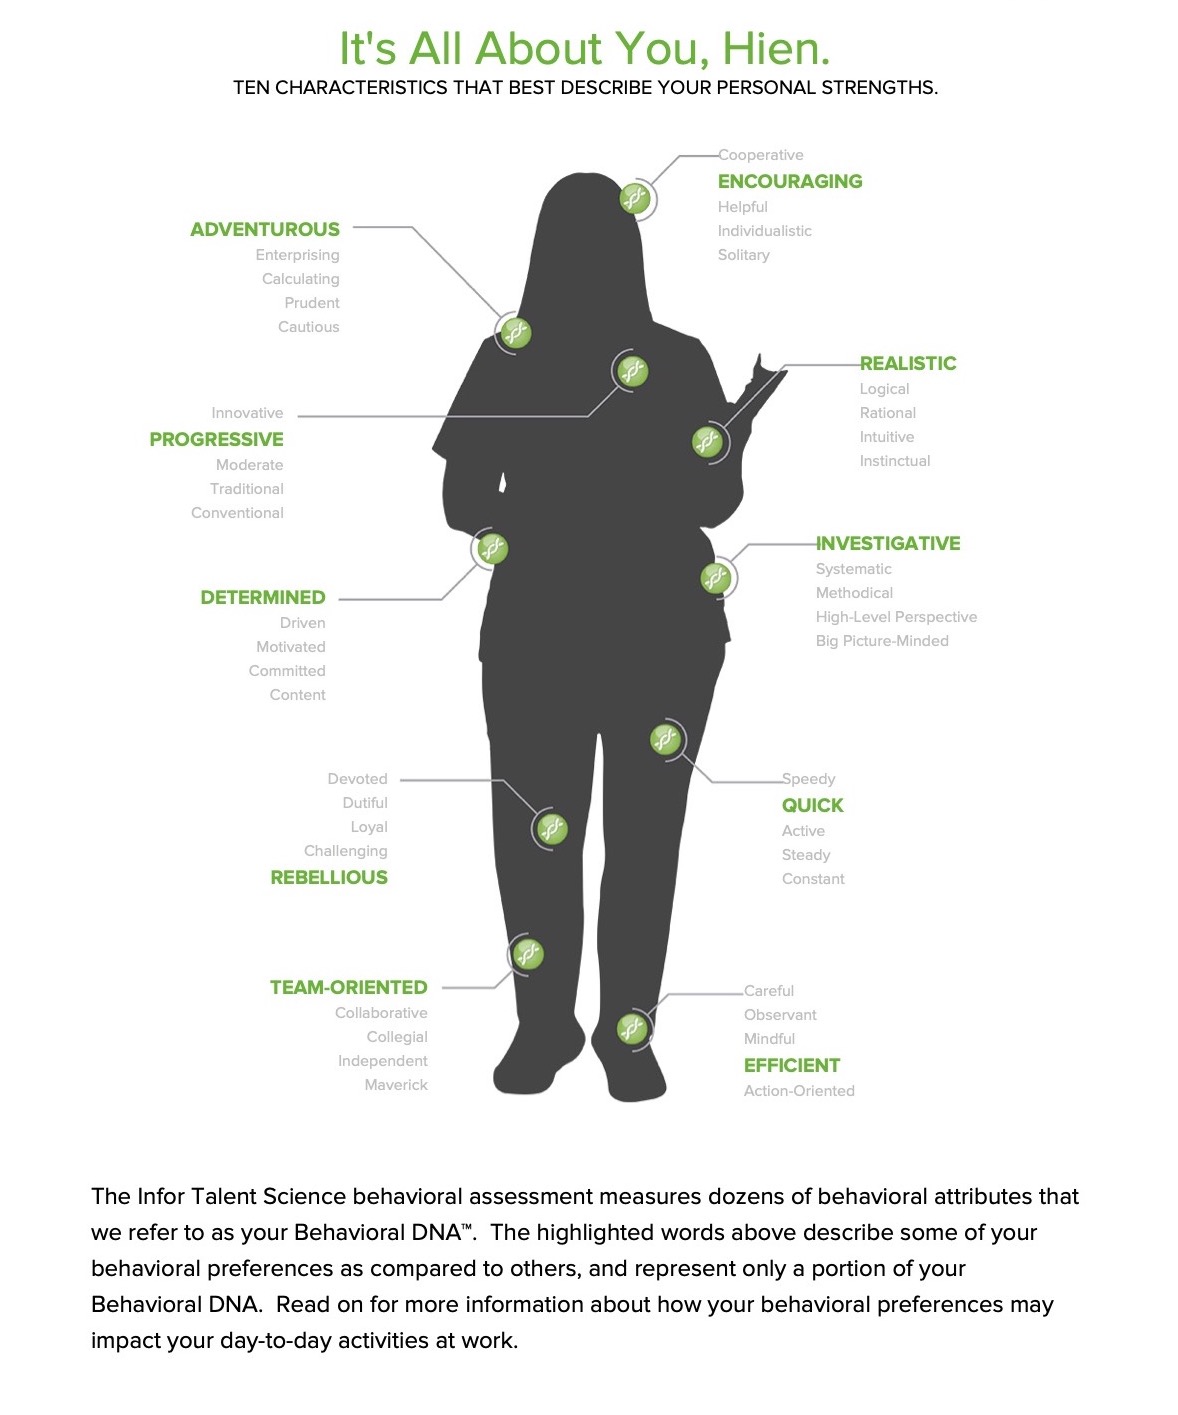 It's All About You, Hien.
TEN CHARACTERISTICS THAT BEST DESCRIBE YOUR PERSONAL STRENGTHS.
Cooperative
ENCOURAGING
Helpful
Individualistic
Solitary
ADVENTUROUS
Enterprising
Calculating
Prudent
Cautious
REALISTIC
Logical
Rational
Intuitive
Instinctual
Innovative
PROGRESSIVE
Moderate
Traditional
Conventional
INVESTIGATIVE
Systematic
Methodical
High-Level Perspective
Big Picture-Minded
DETERMINED
Driven
Motivated
Committed
Content
Speedy
QUICK
Active
Steady
Constant
Devoted
Dutiful
Loyal
Challenging
REBELLIOUS
TEAM-ORIENTED
Collaborative
Collegial
Independent
Maverick
Careful
Observant
Mindful
EFFICIENT
Action-Oriented
The Infor Talent Science behavioral assessment measures dozens of behavioral attributes that
we refer to as your Behavioral DNA™.  The highlighted words above describe some of your
behavioral preferences as compared to others, and represent only a portion of your
Behavioral DNA.  Read on for more information about how your behavioral preferences may
impact your day-to-day activities at work.